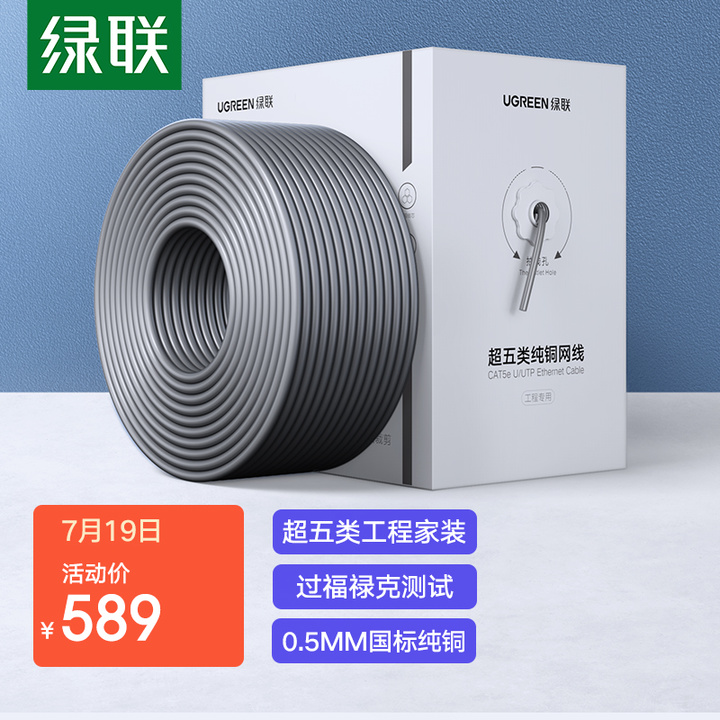 绿联
UGREEN 绿联
UGREEN 绿联
超五类纯铜网线
CAT5e U/UTP Ethernet Cable
工程专用
7月19日
活动价
¥589
超五类工程家装
过福禄克测试
0.5MM国标纯铜